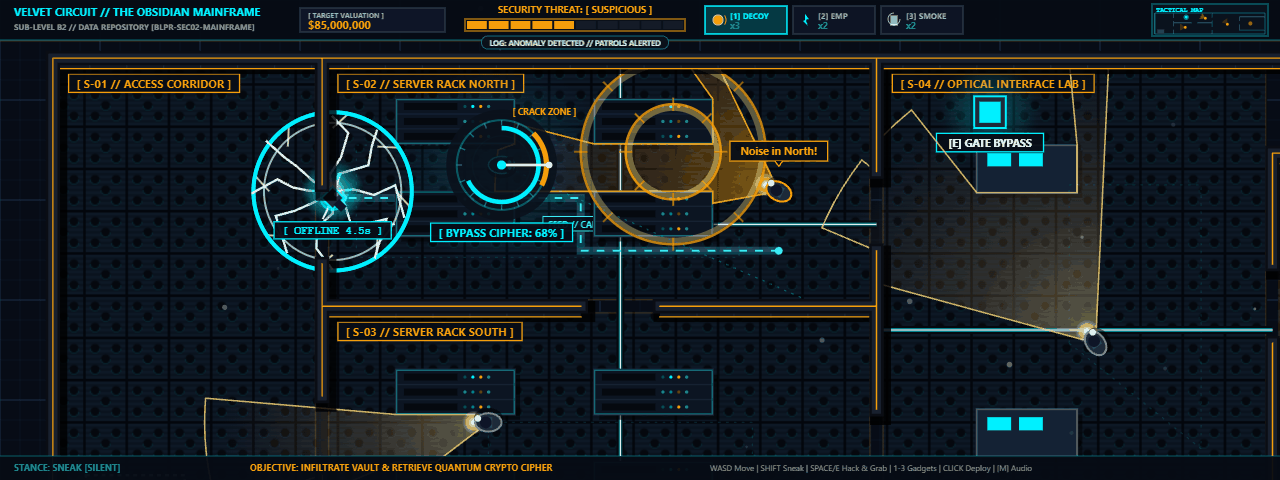 VELVET CIRCUIT // THE OBSIDIAN MAINFRAME
SUB-LEVEL B2 // DATA REPOSITORY [BLPR-SEC02-MAINFRAME]
[ TARGET VALUATION ]
$85,000,000
SECURITY THREAT: [ SUSPICIOUS ]
[1] DECOY
x3
[2] EMP
x2
[3] SMOKE
x2
TACTICAL MAP
LOG: ANOMALY DETECTED // PATROLS ALERTED
[ S-01 // ACCESS CORRIDOR ]
[ S-02 // SERVER RACK NORTH ]
[ S-04 // OPTICAL INTERFACE LAB ]
[ CRACK ZONE ]
[E] GATE BYPASS
Noise in North!
[ OFFLINE 4.5s ]
[ BYPASS CIPHER: 68% ]
[ S-03 // SERVER RACK SOUTH ]
STANCE: SNEAK [SILENT]
OBJECTIVE: INFILTRATE VAULT & RETRIEVE QUANTUM CRYPTO CIPHER
WASD Move | SHIFT Sneak | SPACE/E Hack & Grab | 1-3 Gadgets | CLICK Deploy | [M] Audio